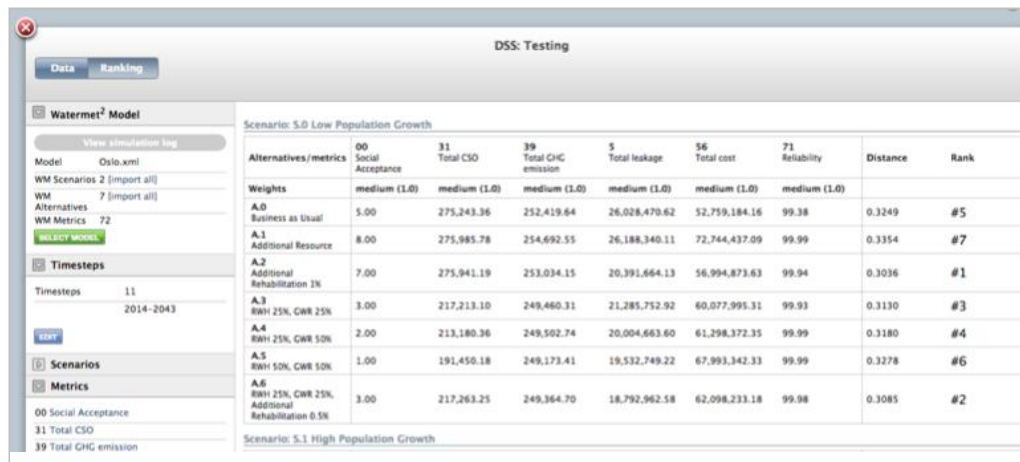 DSS: Testing
Data Ranking
Watermet2 Model
View simulation log
Model Oslo.xml
WM Scenarios 2 [import all]
WM Alternatives 7 [import all]
WM Metrics 72
SELECT MODEL
Timesteps
Timesteps 11
2014-2043
EDIT
Scenarios
Metrics
00 Social Acceptance
31 Total CSO
39 Total GHG emission
Scenario: S.0 Low Population Growth
Alternatives/metrics 00 Social Acceptance 31 Total CSO 39 Total GHG emission 5 Total leakage 56 Total cost 71 Reliability Distance Rank
Weights medium (1.0) medium (1.0) medium (1.0) medium (1.0) medium (1.0) medium (1.0)
A.0 Business as Usual 5.00 275,243.36 252,419.64 26,028,470.62 52,759,184.16 99.38 0.3249 #5
A.1 Additional Resource 8.00 275,985.78 254,692.55 26,188,340.11 72,744,437.09 99.99 0.3354 #7
A.2 Additional Rehabilitation 1% 7.00 275,941.19 253,034.15 20,391,664.13 56,994,873.63 99.94 0.3036 #1
A.3 RWH 25%, GWR 25% 3.00 217,213.10 249,460.31 21,285,752.92 60,077,995.31 99.93 0.3130 #3
A.4 RWH 25%, GWR 50% 2.00 213,180.36 249,502.74 20,004,663.60 61,298,372.35 99.99 0.3180 #4
A.5 RWH 50%, GWR 50% 1.00 191,450.18 249,173.41 19,532,749.22 67,993,342.33 99.99 0.3278 #6
A.6 RWH 25%, GWR 25%, Additional Rehabilitation 0.5% 3.00 217,263.25 249,364.70 18,792,962.58 62,098,233.18 99.98 0.3085 #2
Scenario: S.1 High Population Growth